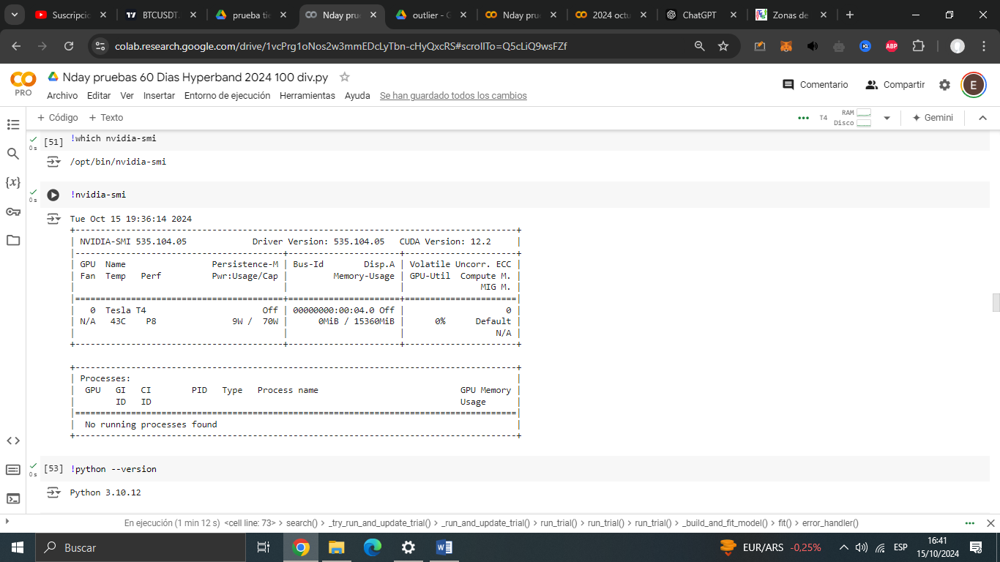 Suscripcio
BTCUSDT.
prueba tie
Nday prue
outlier - G
Nday prue
2024 octu
ChatGPT
Zonas de
colab.research.google.com/drive/1vcPrg1oNos2w3mmEDcLyTbn-cHyQxcRS#scrollTo=Q5cLiQ9wsFZf
ABP
PRO
Nday pruebas 60 Dias Hyperband 2024 100 div.py
Archivo Editar Ver Insertar Entorno de ejecución Herramientas Ayuda Se han guardado todos los cambios
Comentario Compartir E
+ Código + Texto
T4 RAM
Disco
Gemini
[51] !which nvidia-smi
0 s
/opt/bin/nvidia-smi
!nvidia-smi
0 s
Tue Oct 15 19:36:14 2024
NVIDIA-SMI 535.104.05 Driver Version: 535.104.05 CUDA Version: 12.2
GPU Name Persistence-M | Bus-Id Disp.A | Volatile Uncorr. ECC
Fan Temp Perf Pwr:Usage/Cap | Memory-Usage | GPU-Util Compute M.
MIG M.
0 Tesla T4 Off | 00000000:00:04.0 Off | 0
N/A 43C P8 9W / 70W | 0MiB / 15360MiB | 0% Default
N/A
Processes:
GPU GI CI PID Type Process name GPU Memory
ID ID Usage
No running processes found
[53] !python --version
0 s
Python 3.10.12
En ejecución (1 min 12 s) <cell line: 73> > search() > _try_run_and_update_trial() > _run_and_update_trial() > run_trial() > run_trial() > run_trial() > _build_and_fit_model() > fit() > error_handler()
Buscar
EUR/ARS -0,25%
ESP
16:41
15/10/2024